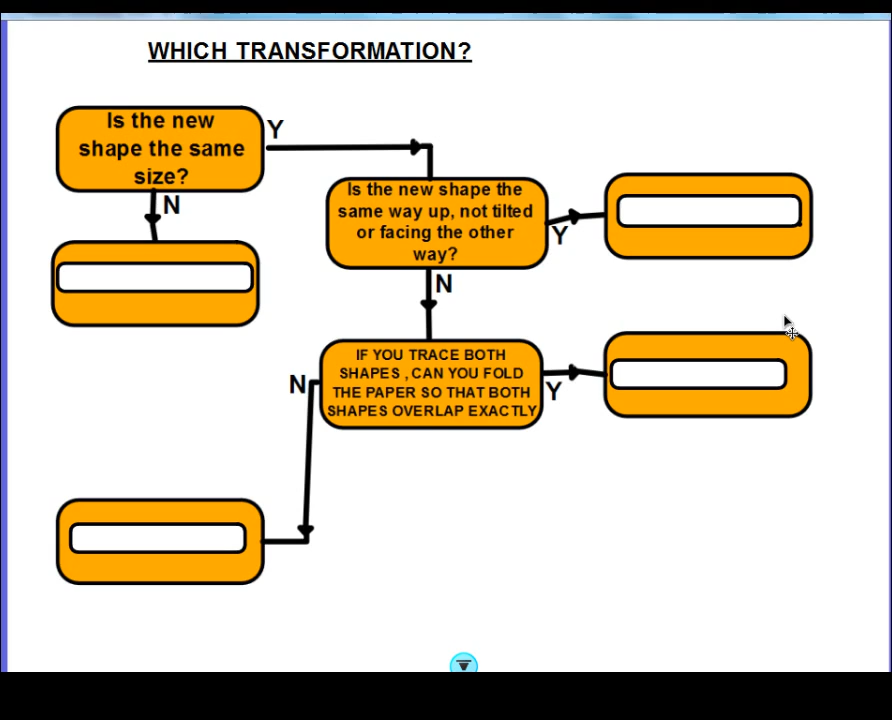 WHICH TRANSFORMATION?
Is the new
shape the same
size?
Y
N
Is the new shape the
same way up, not tilted
or facing the other
way?
Y
N
IF YOU TRACE BOTH
SHAPES , CAN YOU FOLD
THE PAPER SO THAT BOTH
SHAPES OVERLAP EXACTLY
N
Y